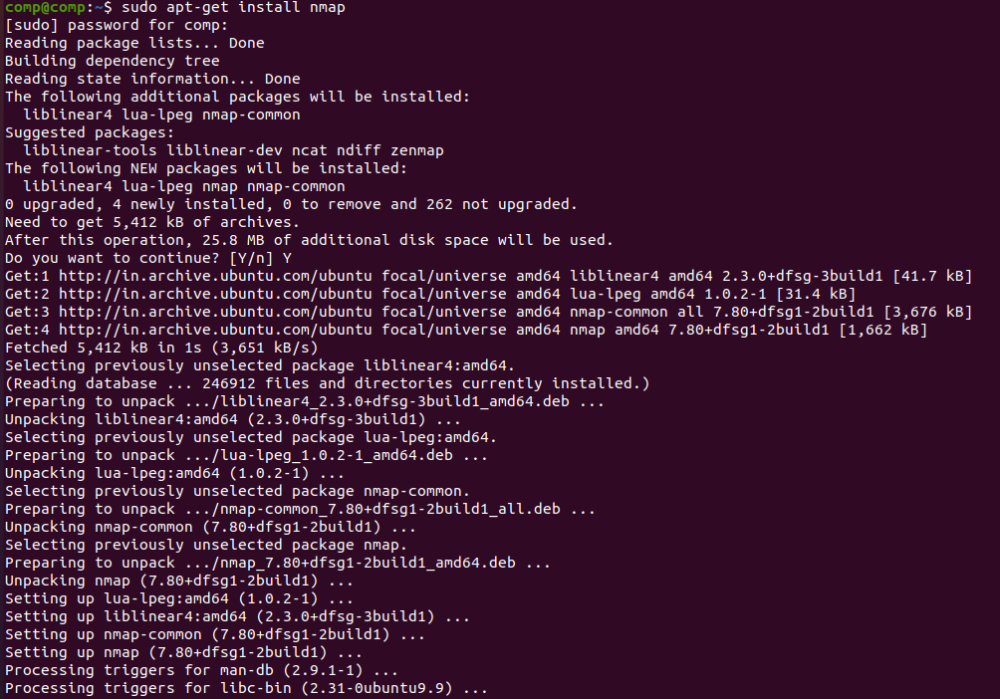 comp@comp:~$ sudo apt-get install nmap
[sudo] password for comp:
Reading package lists... Done
Building dependency tree
Reading state information... Done
The following additional packages will be installed:
  liblinear4 lua-lpeg nmap-common
Suggested packages:
  liblinear-tools liblinear-dev ncat ndiff zenmap
The following NEW packages will be installed:
  liblinear4 lua-lpeg nmap nmap-common
0 upgraded, 4 newly installed, 0 to remove and 262 not upgraded.
Need to get 5,412 kB of archives.
After this operation, 25.8 MB of additional disk space will be used.
Do you want to continue? [Y/n] Y
Get:1 http://in.archive.ubuntu.com/ubuntu focal/universe amd64 liblinear4 amd64 2.3.0+dfsg-3build1 [41.7 kB]
Get:2 http://in.archive.ubuntu.com/ubuntu focal/universe amd64 lua-lpeg amd64 1.0.2-1 [31.4 kB]
Get:3 http://in.archive.ubuntu.com/ubuntu focal/universe amd64 nmap-common all 7.80+dfsg1-2build1 [3,676 kB]
Get:4 http://in.archive.ubuntu.com/ubuntu focal/universe amd64 nmap amd64 7.80+dfsg1-2build1 [1,662 kB]
Fetched 5,412 kB in 1s (3,651 kB/s)
Selecting previously unselected package liblinear4:amd64.
(Reading database ... 246912 files and directories currently installed.)
Preparing to unpack .../liblinear4_2.3.0+dfsg-3build1_amd64.deb ...
Unpacking liblinear4:amd64 (2.3.0+dfsg-3build1) ...
Selecting previously unselected package lua-lpeg:amd64.
Preparing to unpack .../lua-lpeg_1.0.2-1_amd64.deb ...
Unpacking lua-lpeg:amd64 (1.0.2-1) ...
Selecting previously unselected package nmap-common.
Preparing to unpack .../nmap-common_7.80+dfsg1-2build1_all.deb ...
Unpacking nmap-common (7.80+dfsg1-2build1) ...
Selecting previously unselected package nmap.
Preparing to unpack .../nmap_7.80+dfsg1-2build1_amd64.deb ...
Unpacking nmap (7.80+dfsg1-2build1) ...
Setting up lua-lpeg:amd64 (1.0.2-1) ...
Setting up liblinear4:amd64 (2.3.0+dfsg-3build1) ...
Setting up nmap-common (7.80+dfsg1-2build1) ...
Setting up nmap (7.80+dfsg1-2build1) ...
Processing triggers for man-db (2.9.1-1) ...
Processing triggers for libc-bin (2.31-0ubuntu9.9) ...